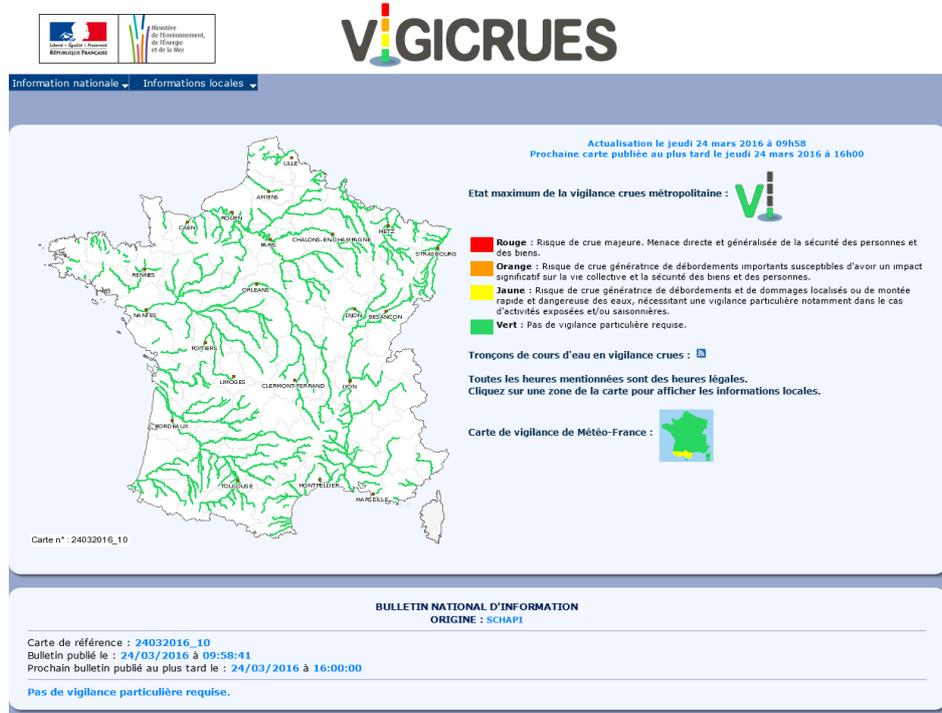 Liberté • Égalité • Fraternité
RÉPUBLIQUE FRANÇAISE
Ministère
de l'Environnement,
de l'Énergie
et de la Mer
VIGICRUES
Information nationale
Informations locales
Actualisation le jeudi 24 mars 2016 à 09h58
Prochaine carte publiée au plus tard le jeudi 24 mars 2016 à 16h00
Etat maximum de la vigilance crues métropolitaine :
Rouge : Risque de crue majeure. Menace directe et généralisée de la sécurité des personnes et
des biens.
Orange : Risque de crue génératrice de débordements importants susceptibles d'avoir un impact
significatif sur la vie collective et la sécurité des biens et des personnes.
Jaune : Risque de crue génératrice de débordements et de dommages localisés ou de montée
rapide et dangereuse des eaux, nécessitant une vigilance particulière notamment dans le cas
d'activités exposées et/ou saisonnières.
Vert : Pas de vigilance particulière requise.
Tronçons de cours d'eau en vigilance crues :
Toutes les heures mentionnées sont des heures légales.
Cliquez sur une zone de la carte pour afficher les informations locales.
Carte de vigilance de Météo-France :
LILLE
AMIENS
ROUEN
CAEN
METZ
PARIS
CHALONS-EN-CHAMPAGNE
STRASBOURG
RENNES
ORLEANS
NANTES
DIJON
BESANCON
POITIERS
LIMOGES
CLERMONT-FERRAND
LYON
BORDEAUX
TOULOUSE
MONTPELLIER
MARSEILLE
Carte n° : 24032016_10
BULLETIN NATIONAL D'INFORMATION
ORIGINE : SCHAPI
Carte de référence : 24032016_10
Bulletin publié le : 24/03/2016 à 09:58:41
Prochain bulletin publié au plus tard le : 24/03/2016 à 16:00:00
Pas de vigilance particulière requise.